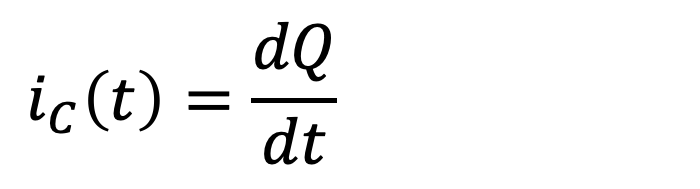 i_c(t) = dQ/dt